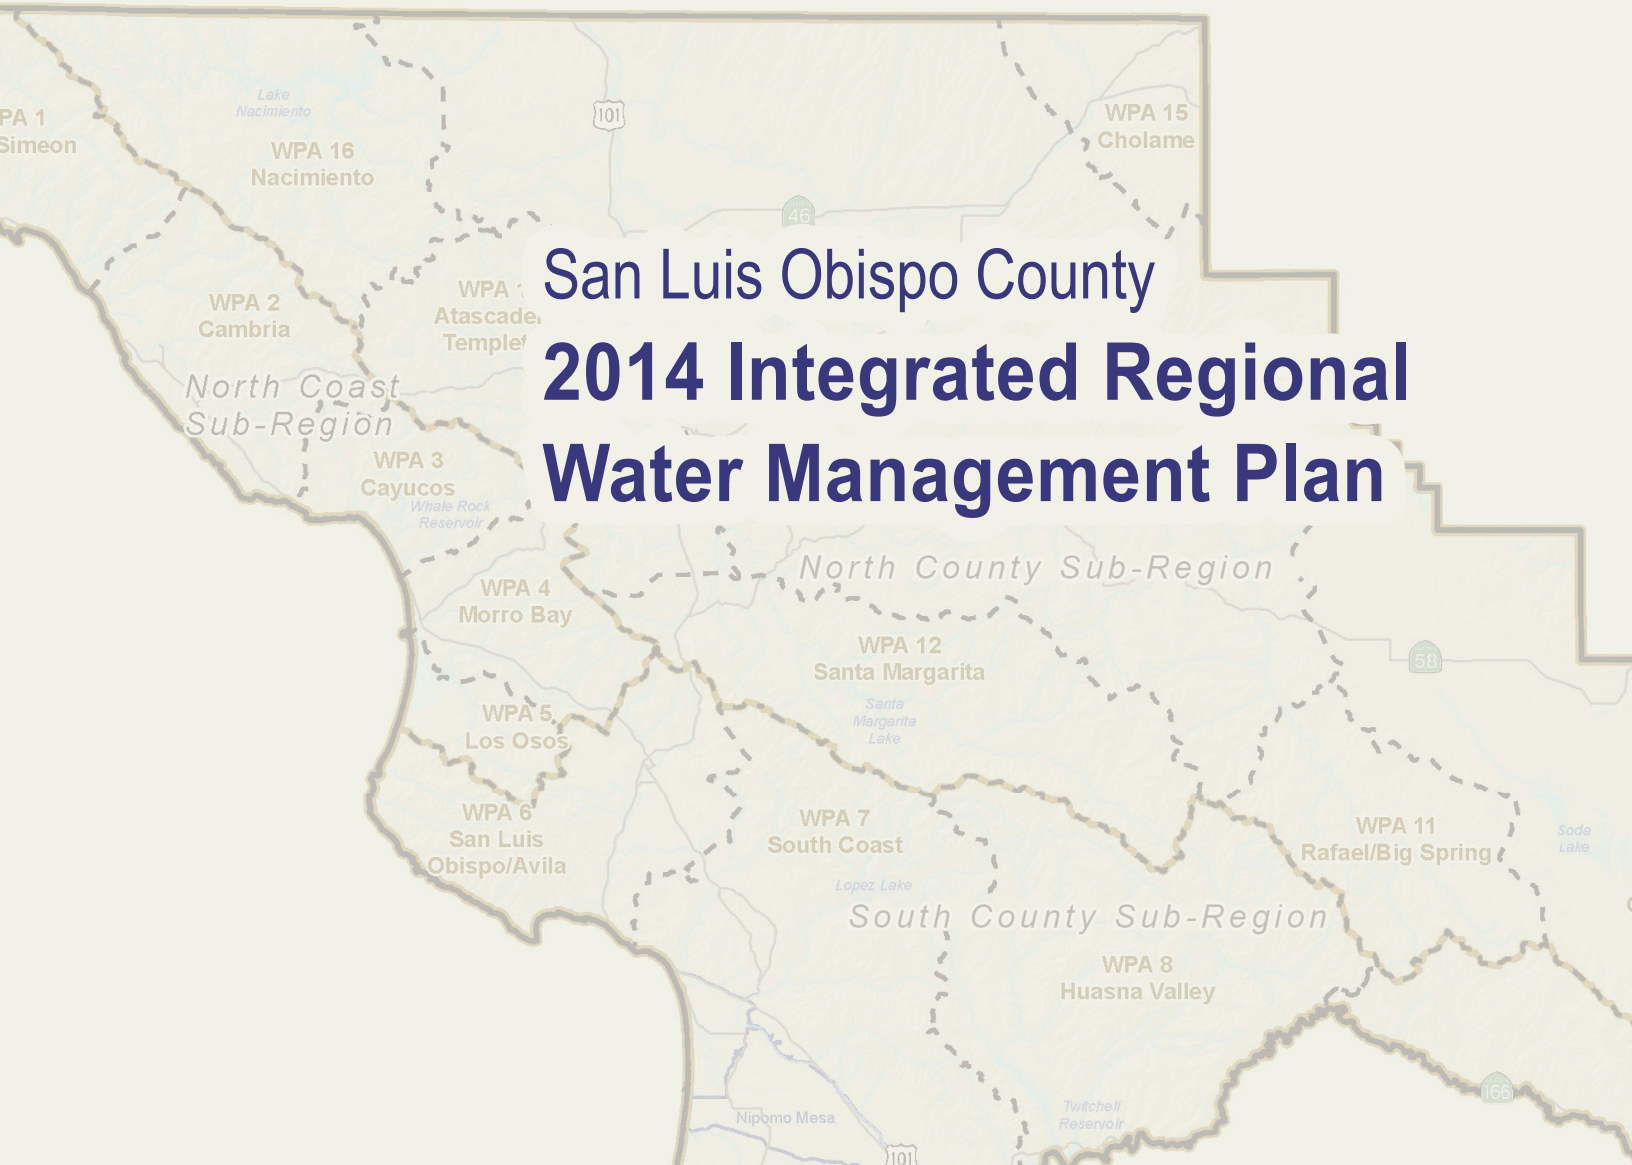 PA 1
Simeon
Lake
Nacimiento
WPA 16
Nacimiento
101
WPA 15
Cholame
46
San Luis Obispo County
2014 Integrated Regional
Water Management Plan
WPA 2
Cambria
WPA
North Coast
Sub-Region
WPA 3
Cayucos
Whale Rock
Reservoir
North County Sub-Region
WPA 4
Morro Bay
WPA 12
Santa Margarita
58
Santa
Margarita
Lake
WPA 5
Los Osos
WPA 6
San Luis
Obispo/Avila
WPA 7
South Coast
WPA 11
Rafael/Big Spring
Soda
Lake
Lopez Lake
South County Sub-Region
WPA 8
Huasna Valley
166
Nipomo Mesa
Twitchell
Reservoir
101